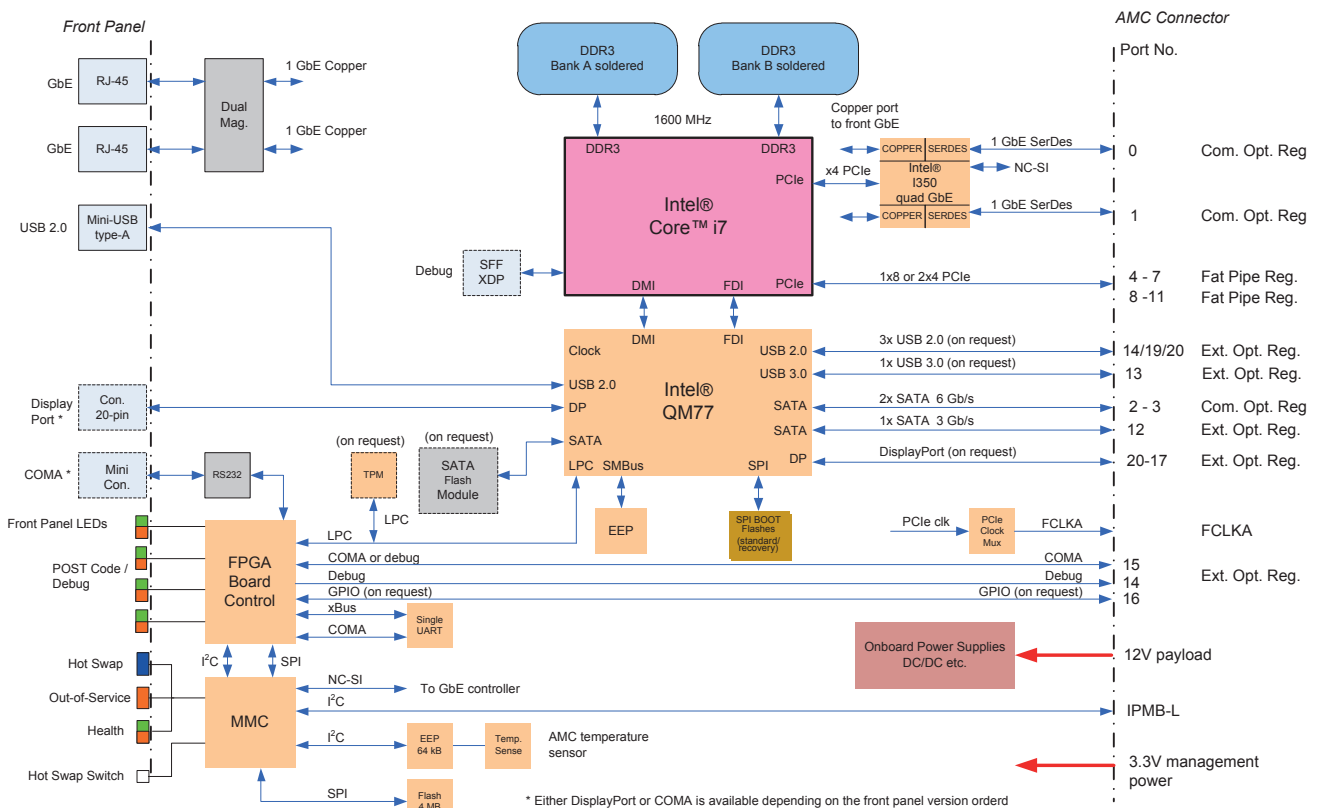 Front Panel
AMC Connector
Port No.
GbE
RJ-45
1 GbE Copper
Dual
Mag.
GbE
RJ-45
1 GbE Copper
USB 2.0
Mini-USB
type-A
DDR3
Bank A soldered
DDR3
Bank B soldered
1600 MHz
Copper port
to front GbE
DDR3
DDR3
PCIe
Intel®
Core™ i7
x4 PCIe
COPPER
SERDES
Intel®
I350
quad GbE
COPPER
SERDES
1 GbE SerDes
0
Com. Opt. Reg
NC-SI
1 GbE SerDes
1
Com. Opt. Reg
Debug
SFF
XDP
DMI
FDI
PCIe
1x8 or 2x4 PCIe
4 - 7
Fat Pipe Reg.
8 -11
Fat Pipe Reg.
DMI
FDI
Clock
USB 2.0
3x USB 2.0 (on request)
14/19/20
Ext. Opt. Reg.
USB 3.0
1x USB 3.0 (on request)
13
Ext. Opt. Reg.
USB 2.0
Intel®
QM77
Display
Port *
Con.
20-pin
DP
SATA
2x SATA 6 Gb/s
2 - 3
Com. Opt. Reg
SATA
1x SATA 3 Gb/s
12
Ext. Opt. Reg.
SATA
DP
DisplayPort (on request)
20-17
Ext. Opt. Reg.
LPC
SMBus
SPI
COMA *
Mini
Con.
RS232
(on request)
TPM
(on request)
SATA
Flash
Module
LPC
EEP
SPI BOOT
Flashes
(standard/
recovery)
PCIe clk
PCIe
Clock
Mux
FCLKA
FCLKA
Front Panel LEDs
POST Code /
Debug
FPGA
Board
Control
LPC
COMA or debug
COMA
15
Debug
Debug
14
Ext. Opt. Reg.
GPIO (on request)
GPIO (on request)
16
xBus
COMA
Single
UART
Onboard Power Supplies
DC/DC etc.
12V payload
I²C
SPI
Hot Swap
Out-of-Service
Health
Hot Swap Switch
MMC
NC-SI
To GbE controller
I²C
IPMB-L
I²C
EEP
64 kB
Temp.
Sense
AMC temperature
sensor
3.3V management
power
SPI
Flash
4 MB
* Either DisplayPort or COMA is available depending on the front panel version orderd